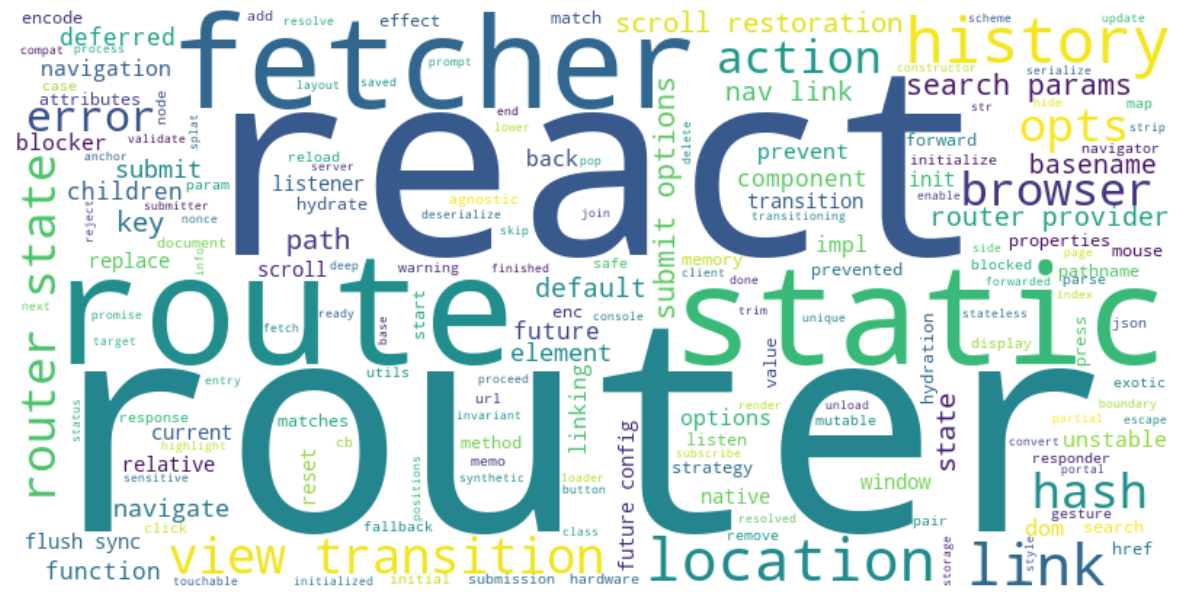 encode
add
resolve
effect
match
scroll restoration
scheme
update
history
deferred
fetcher
compat
process
prompt
action
navigation
layout
saved
constructor
serialize
case
nav link
search params
attributes
node
str
hide
map
error
end
lower
opts
strip
blocker
validate
splat
react
submit options
delete
forward
navigator
anchor
reload
back
pop
prevent
initialize
basename
submit
server
component
init
children
param
listener
agnostic
transition
enable
browser
router state
reject
submitter
nonce
hydrate
deserialize
join
transitioning
router provider
key
skip
document
path
impl
side
properties
mouse
replace
info
scroll
deep
warning
finished
safe
memory
client
prevented
blocked
page
pathname
parse
forwarded
route
default
done
static
index
next
promise
fetch
ready
base
start
enc
console
trim
unique
stateless
json
future
target
element
value
hydration
display
press
utils
router
entry
proceed
linking
exotic
url
render
unload
boundary
status
response
matches
invariant
options
mutable
partial
escape
current
highlight
cb
method
future config
listen
subscribe
state
convert
unstable
relative
reset
memo
strategy
responder
portal
sensitive
positions
synthetic
loader
button
window
hash
navigate
native
gesture
click
fallback
class
resolved
remove
pair
dom
search
flush sync
view transition
location
storage
link
style
href
function
touchable
initialized
initial
submission
hardware